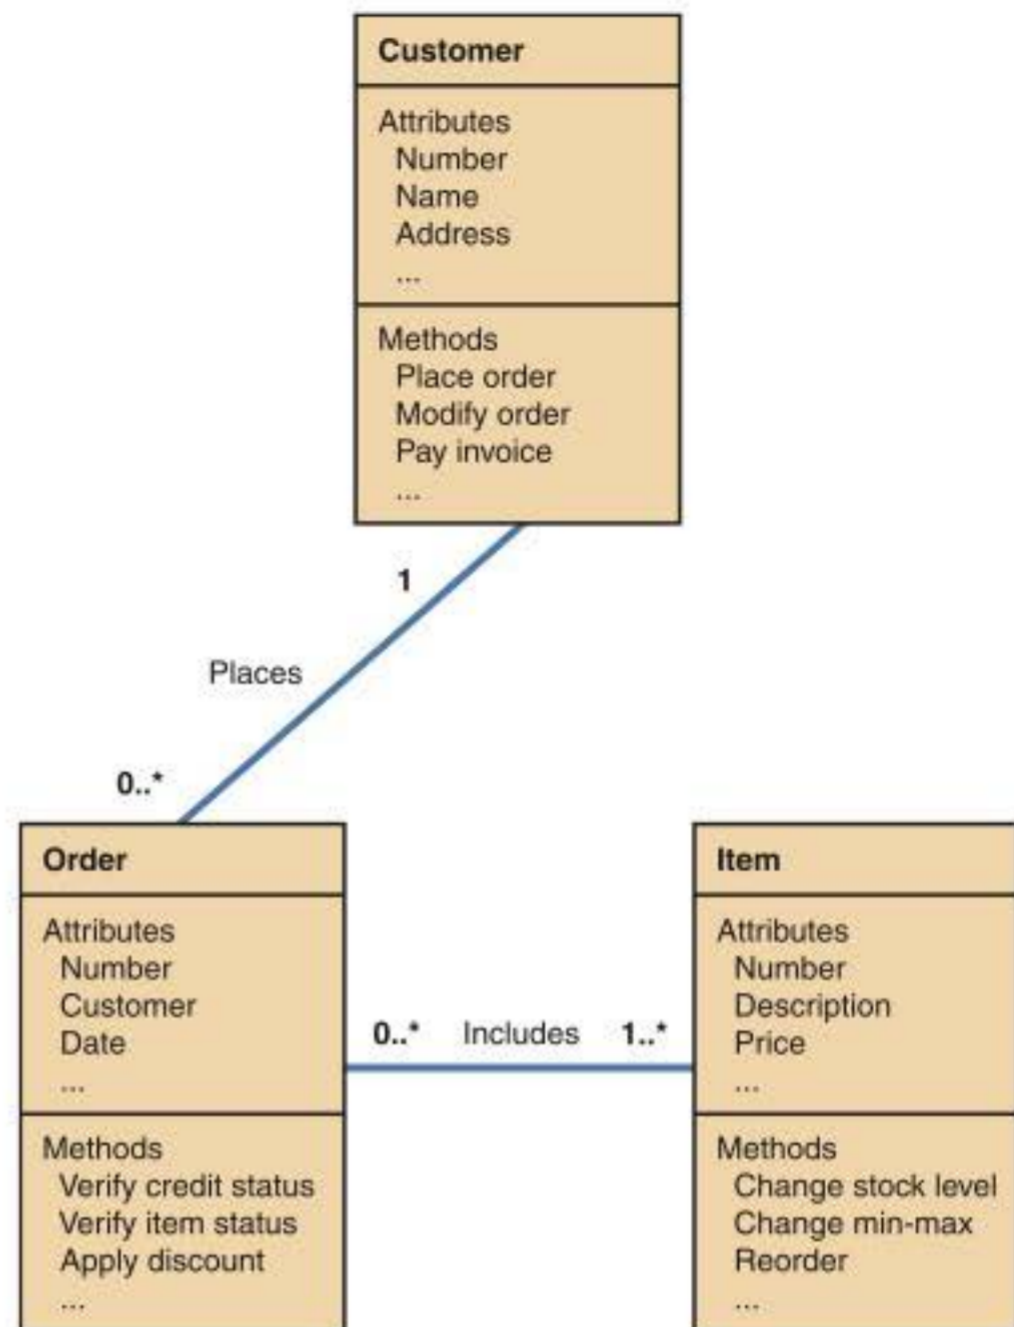 Customer
Attributes
Number
Name
Address
...
Methods
Place order
Modify order
Pay invoice
...
1
Places
0..*
Order
Attributes
Number
Customer
Date
...
Methods
Verify credit status
Verify item status
Apply discount
...
0..* Includes 1..*
Item
Attributes
Number
Description
Price
...
Methods
Change stock level
Change min-max
Reorder
...